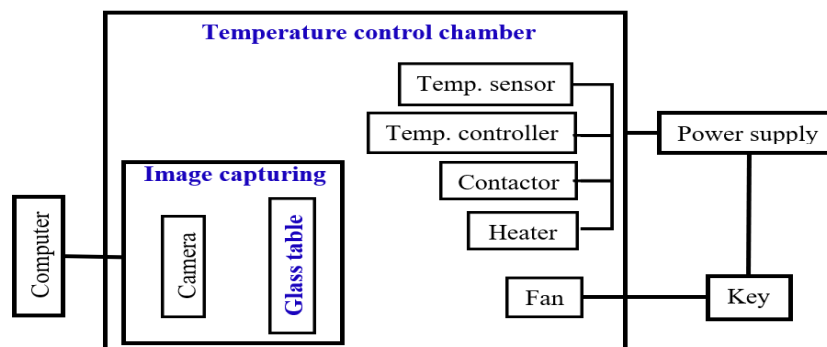 Temperature control chamber
Temp. sensor
Temp. controller
Power supply
Image capturing
Contactor
Computer
Camera
Glass table
Heater
Fan
Key